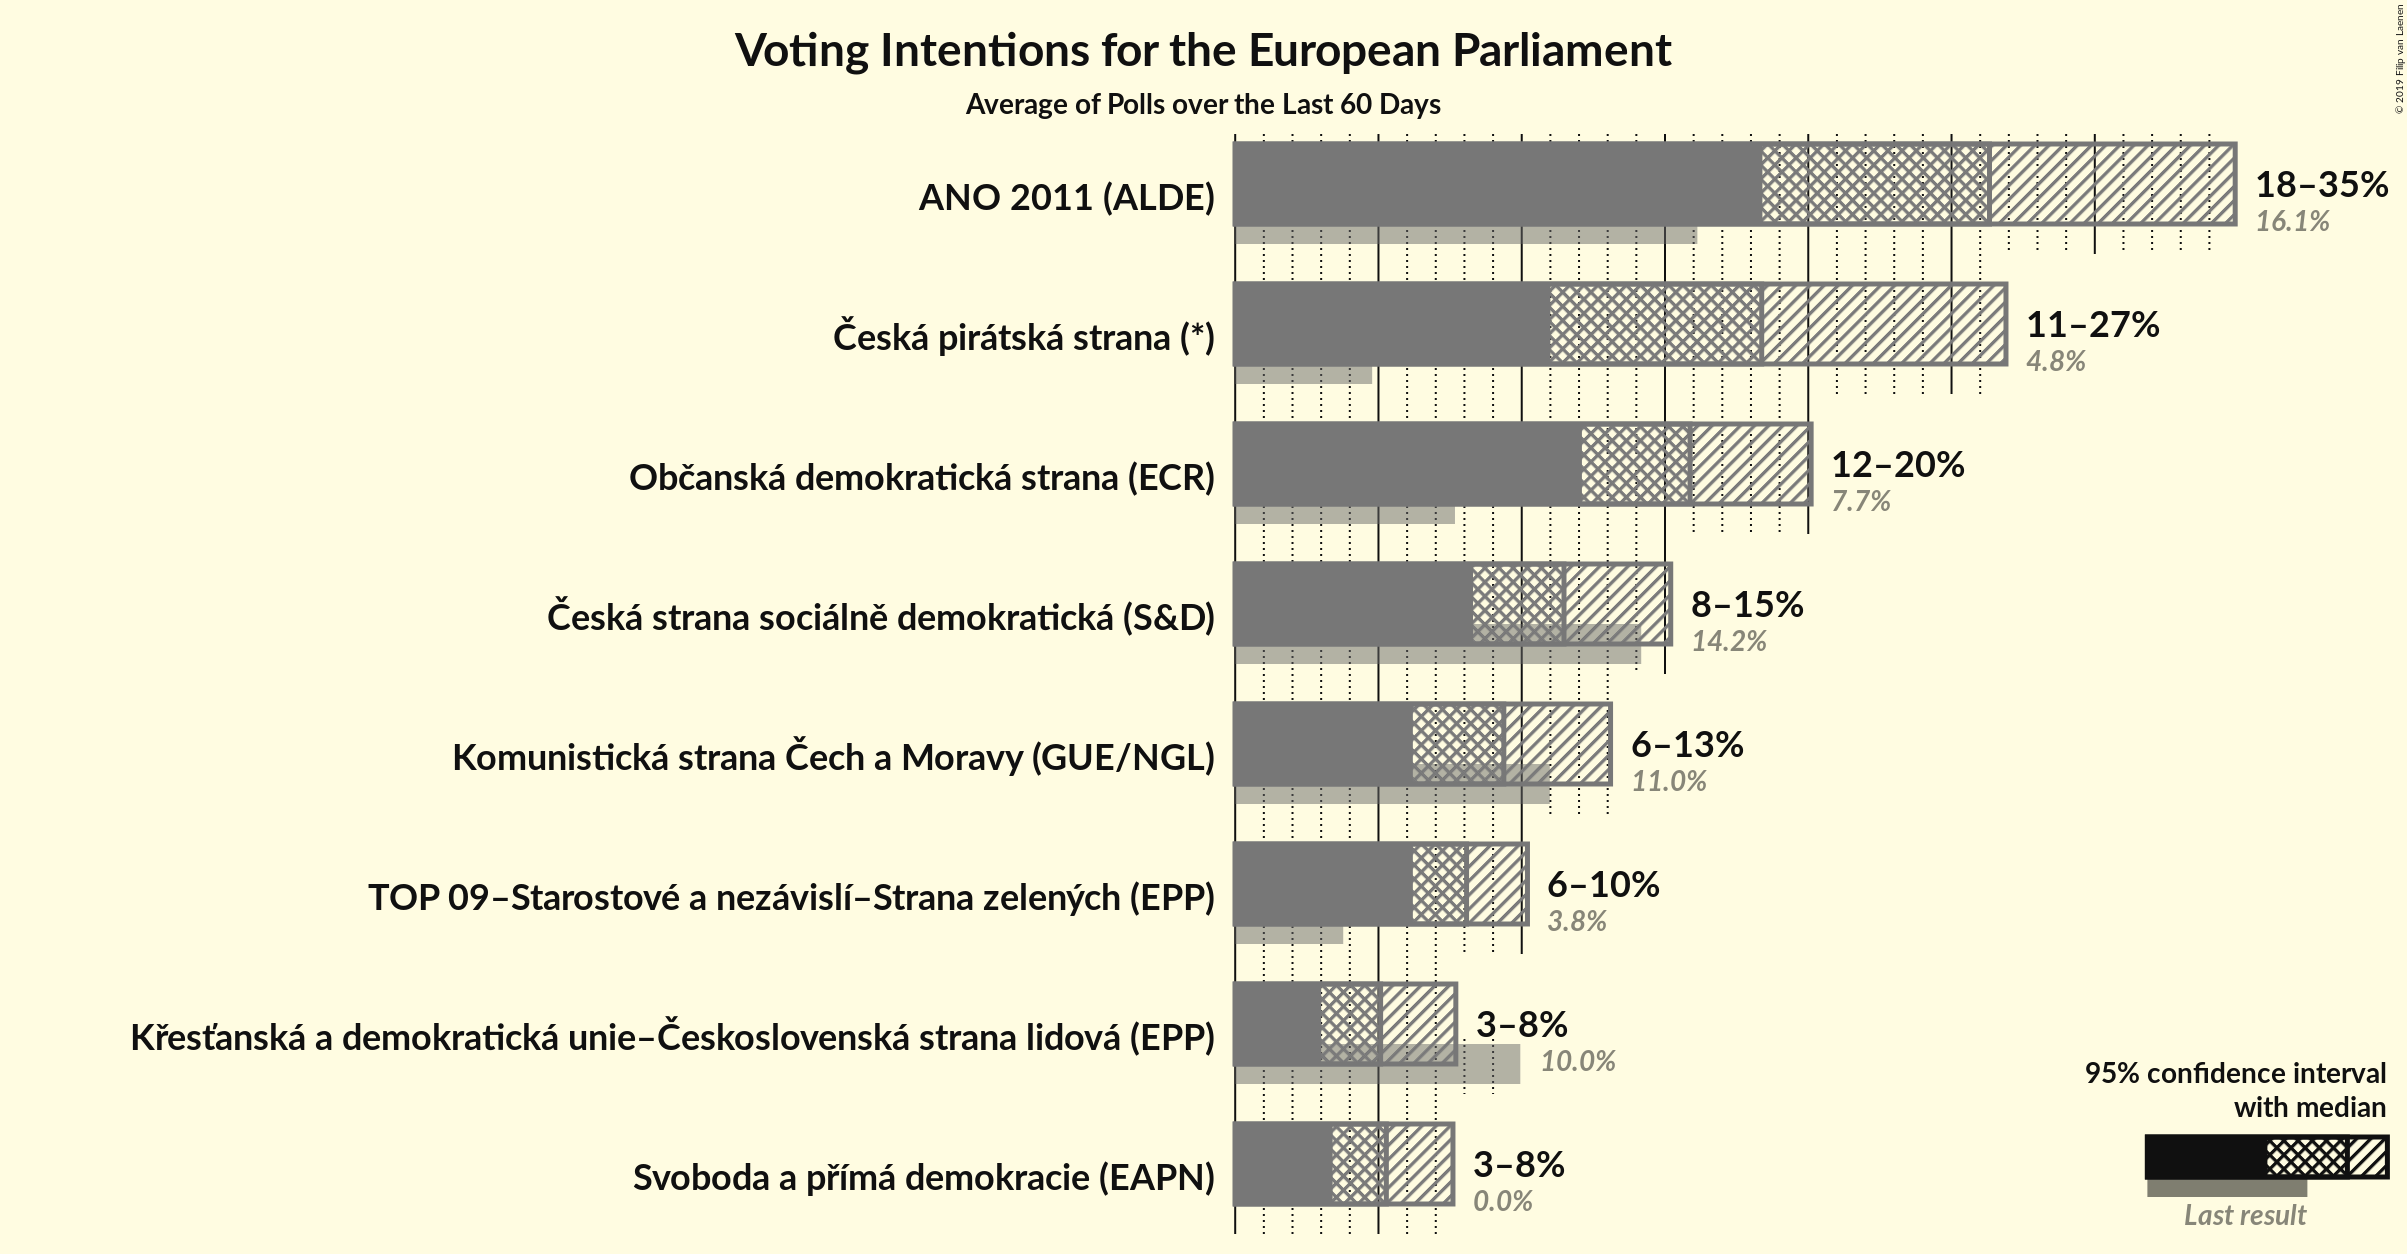 Voting Intentions for the European Parliament
Average of Polls over the Last 60 Days
© 2019 Filip van Laenen
ANO 2011 (ALDE)
18–35%
16.1%
Česká pirátská strana (*)
11–27%
4.8%
Občanská demokratická strana (ECR)
12–20%
7.7%
Česká strana sociálně demokratická (S&D)
8–15%
14.2%
Komunistická strana Čech a Moravy (GUE/NGL)
6–13%
11.0%
TOP 09–Starostové a nezávislí–Strana zelených (EPP)
6–10%
3.8%
Křesťanská a demokratická unie–Československá strana lidová (EPP)
3–8%
10.0%
Svoboda a přímá demokracie (EAPN)
3–8%
0.0%
95% confidence interval
with median
Last result